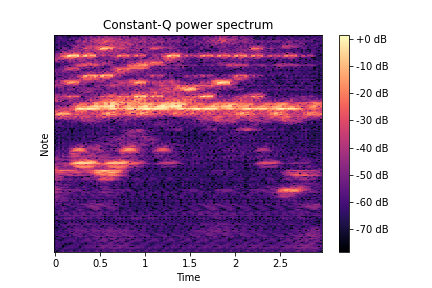 Constant-Q power spectrum
Note
+0 dB
-10 dB
-20 dB
-30 dB
-40 dB
-50 dB
-60 dB
-70 dB
0
0.5
1
1.5
2
2.5
Time